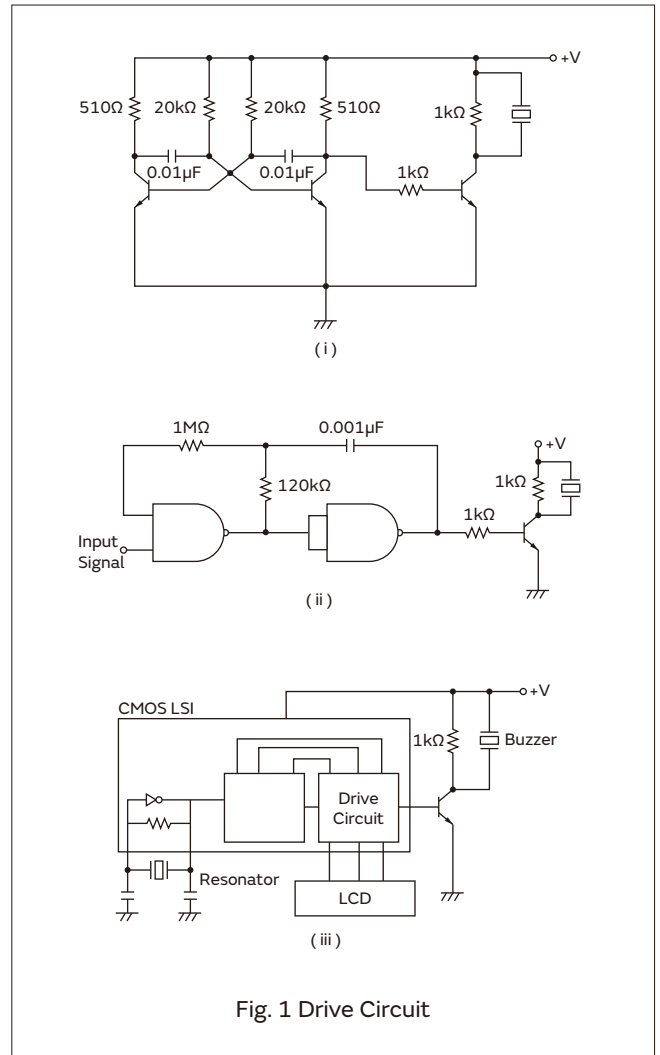 +V
510Ω 20kΩ 20kΩ 510Ω 1kΩ
0.01µF 0.01µF 1kΩ
( i )
1MΩ 0.001µF
+V
120kΩ 1kΩ
1kΩ
Input
Signal
( ii )
+V
CMOS LSI
1kΩ Buzzer
Drive
Circuit
Resonator
LCD
( iii )
Fig. 1 Drive Circuit